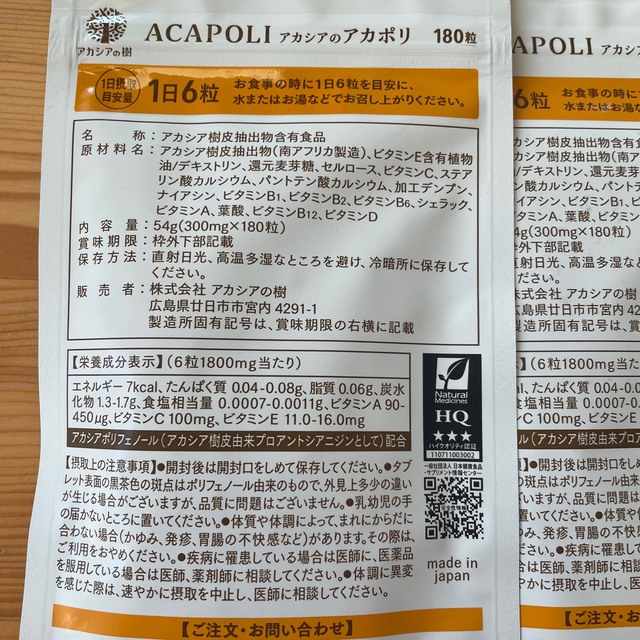 アカシアの樹
ACAPOLI アカシアのアカポリ 180粒
1日摂取
目安量
1日6粒
お食事の時に1日6粒を目安に、
水またはお湯などでお召し上がりください。
名称：アカシア樹皮抽出物含有食品
原材料名：アカシア樹皮抽出物(南アフリカ製造)、ビタミンE含有植物
油/デキストリン、還元麦芽糖、セルロース、ビタミンC、ステア
リン酸カルシウム、パントテン酸カルシウム、加工デンプン、
ナイアシン、ビタミンB1、ビタミンB2、ビタミンB6、シェラック、
ビタミンA、葉酸、ビタミンB12、ビタミンD
内容量：54g(300mg×180粒)
賞味期限：枠外下部記載
保存方法：直射日光、高温多湿なところを避け、冷暗所に保存して
ください。
販売者：株式会社 アカシアの樹
広島県廿日市市宮内 4291-1
製造所固有記号は、賞味期限の右横に記載
【栄養成分表示】(6粒1800mg当たり)
エネルギー 7kcal、たんぱく質 0.04-0.08g、脂質 0.06g、炭水
化物 1.3-1.7g、食塩相当量 0.0007-0.0011g、ビタミンA 90-
450μg、ビタミンC 100mg、ビタミンE 11.0-16.0mg
アカシアポリフェノール(アカシア樹皮由来プロアントシアニジンとして)配合
Natural
Medicines
HQ
★★★
ハイクオリティ認証
110711003002
一般社団法人 日本健康食品
・サプリメント情報センター
【摂取上の注意事項】●開封後は開封口をしめて保存してください。●タブ
レット表面の黒茶色の斑点はポリフェノール由来のもので、外見上多少の違い
が生じる場合がございますが、品質に問題はございません。●乳幼児の手
の届かないところに置いてください。●体質や体調によって、まれにからだに
合わない場合(かゆみ、発疹、胃腸の不快感など)があります。その際は、
ご利用をおやめください。●疾病に罹患している場合は医師に、医薬品
を服用している場合は医師、薬剤師に相談してください。●体調に異変
を感じた際は、速やかに摂取を中止し、医師に相談ください。
made in
japan
【ご注文・お問い合わせ】